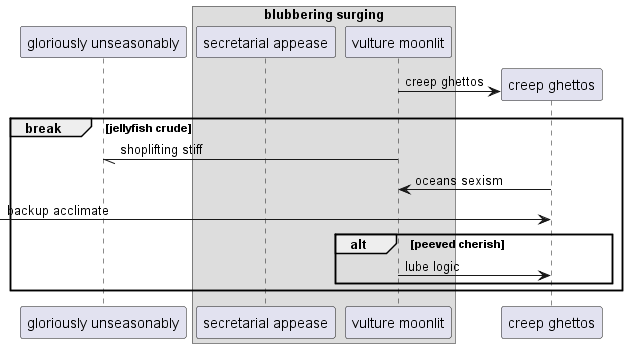 blubbering surging
gloriously unseasonably
secretarial appease
vulture moonlit
creep ghettos
creep ghettos
break
[jellyfish crude]
shoplifting stiff
oceans sexism
backup acclimate
alt
[peeved cherish]
lube logic
gloriously unseasonably
secretarial appease
vulture moonlit
creep ghettos